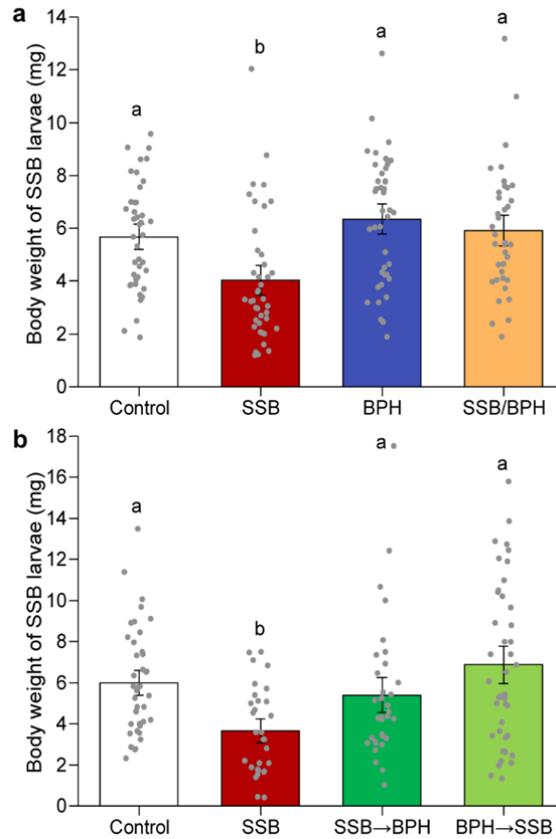 a
Body weight of SSB larvae (mg)
14
12
10
8
6
4
2
0
a
b
a
a
Control
SSB
BPH
SSB/BPH
b
Body weight of SSB larvae (mg)
18
16
14
12
10
8
6
4
2
0
a
b
a
a
Control
SSB
SSB→BPH
BPH→SSB